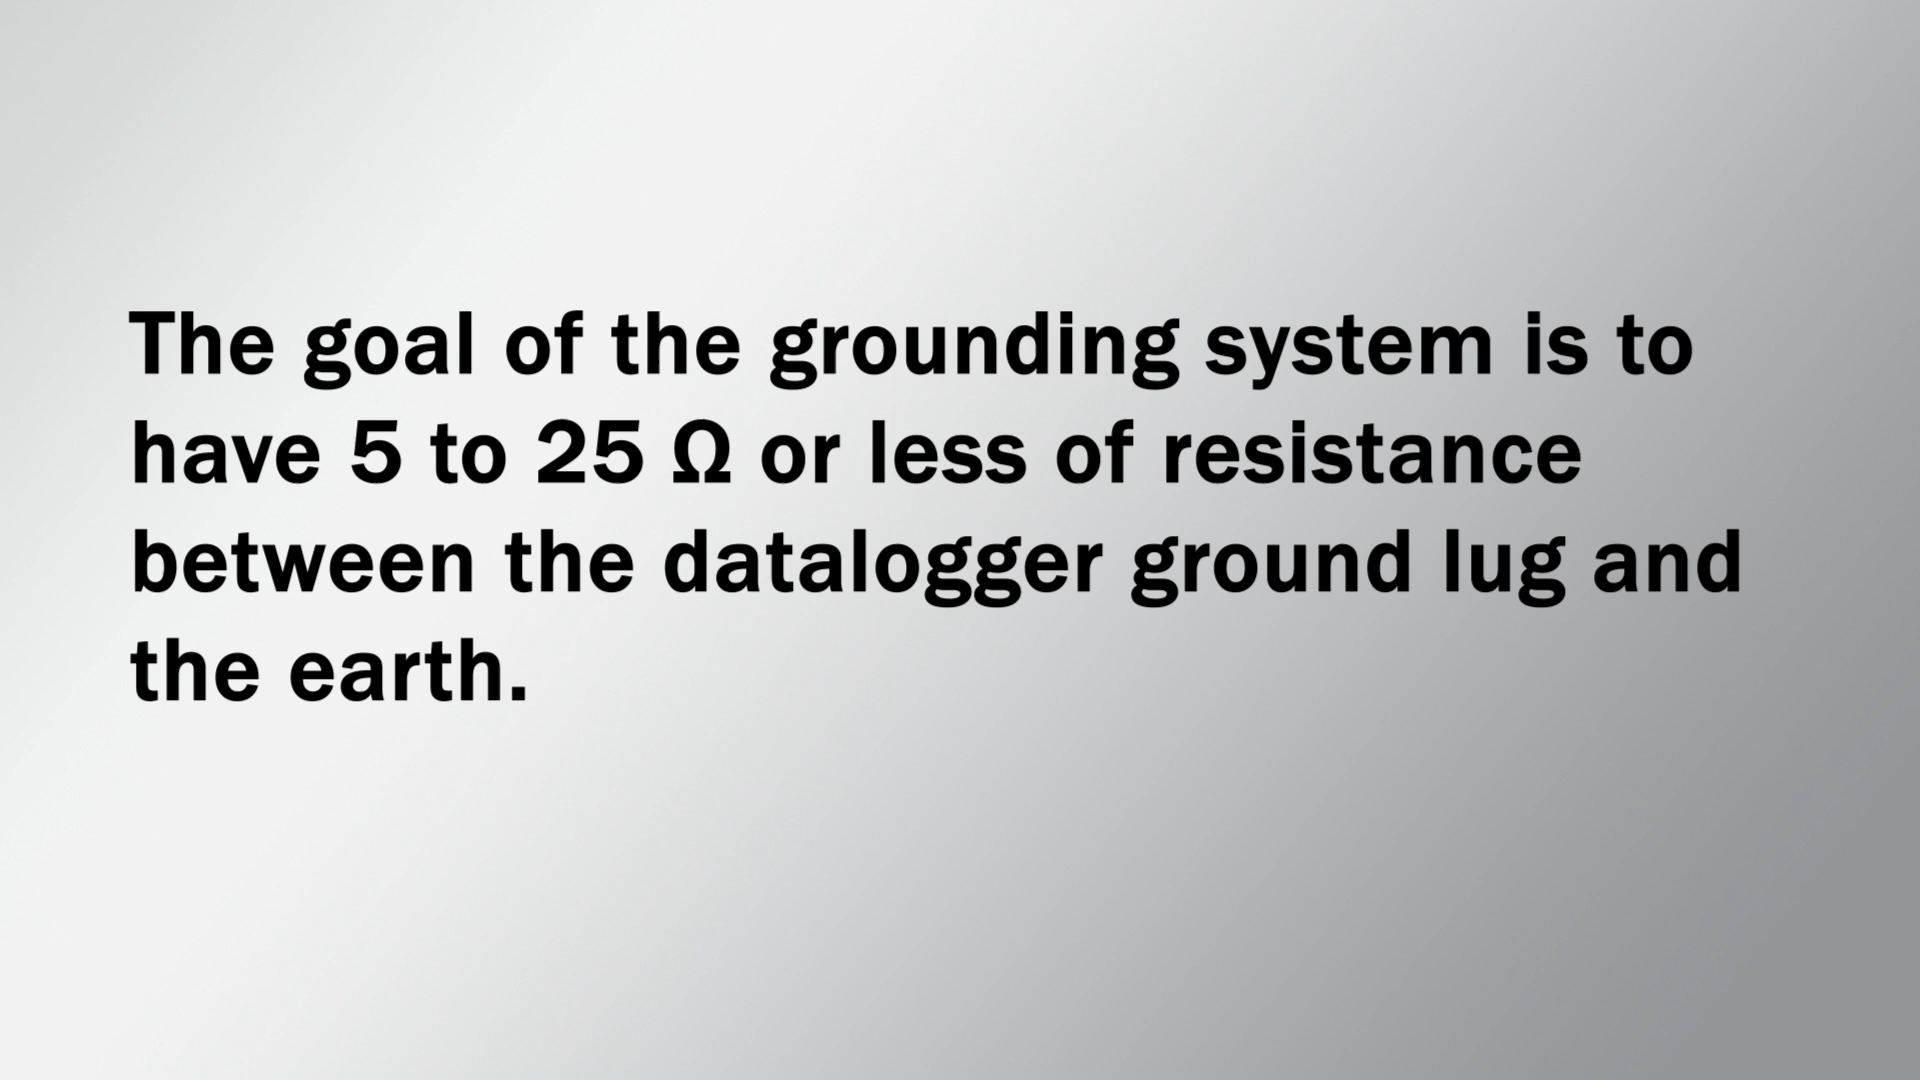 The goal of the grounding system is to
have 5 to 25 Ω or less of resistance
between the datalogger ground lug and
the earth.